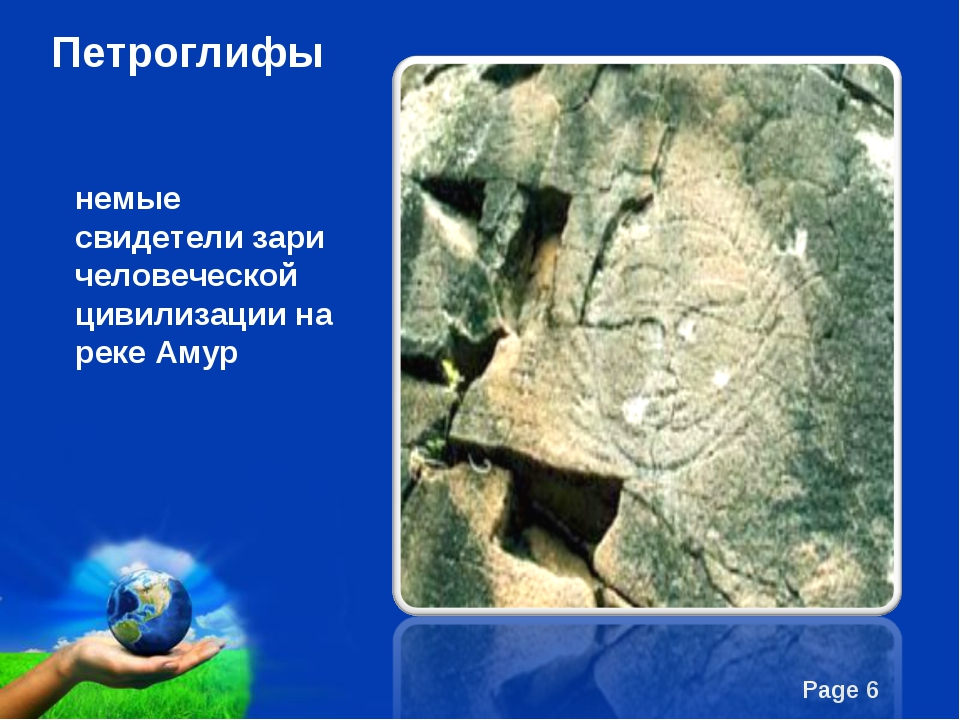 Петроглифы
немые
свидетели зари
человеческой
цивилизации на
реке Амур
Page 6